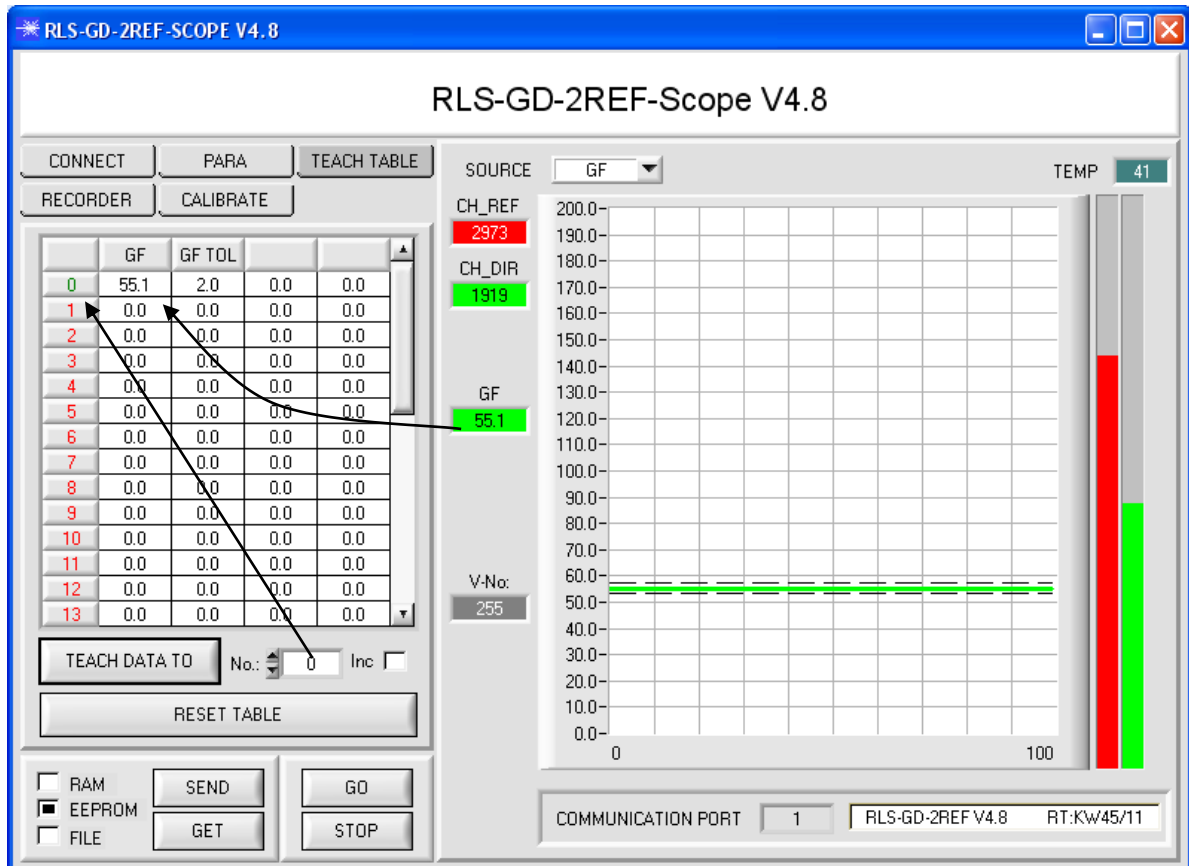 RLS-GD-2REF-SCOPE V4.8
RLS-GD-2REF-Scope V4.8
CONNECT PARA TEACH TABLE
RECORDER CALIBRATE
GF GF TOL
0 55.1 2.0 0.0 0.0
1 0.0 0.0 0.0 0.0
2 0.0 0.0 0.0 0.0
3 0.0 0.0 0.0 0.0
4 0.0 0.0 0.0 0.0
5 0.0 0.0 0.0 0.0
6 0.0 0.0 0.0 0.0
7 0.0 0.0 0.0 0.0
8 0.0 0.0 0.0 0.0
9 0.0 0.0 0.0 0.0
10 0.0 0.0 0.0 0.0
11 0.0 0.0 0.0 0.0
12 0.0 0.0 0.0 0.0
13 0.0 0.0 0.0 0.0
TEACH DATA TO No.: 0 Inc
RESET TABLE
RAM
EEPROM
FILE
SEND
GET
GO
STOP
SOURCE GF
TEMP 41
CH_REF
2973
CH_DIR
1919
GF
55.1
V-No:
255
200.0
190.0
180.0
170.0
160.0
150.0
140.0
130.0
120.0
110.0
100.0
90.0
80.0
70.0
60.0
50.0
40.0
30.0
20.0
10.0
0.0
0 100
COMMUNICATION PORT 1 RLS-GD-2REF V4.8 RT:KW45/11